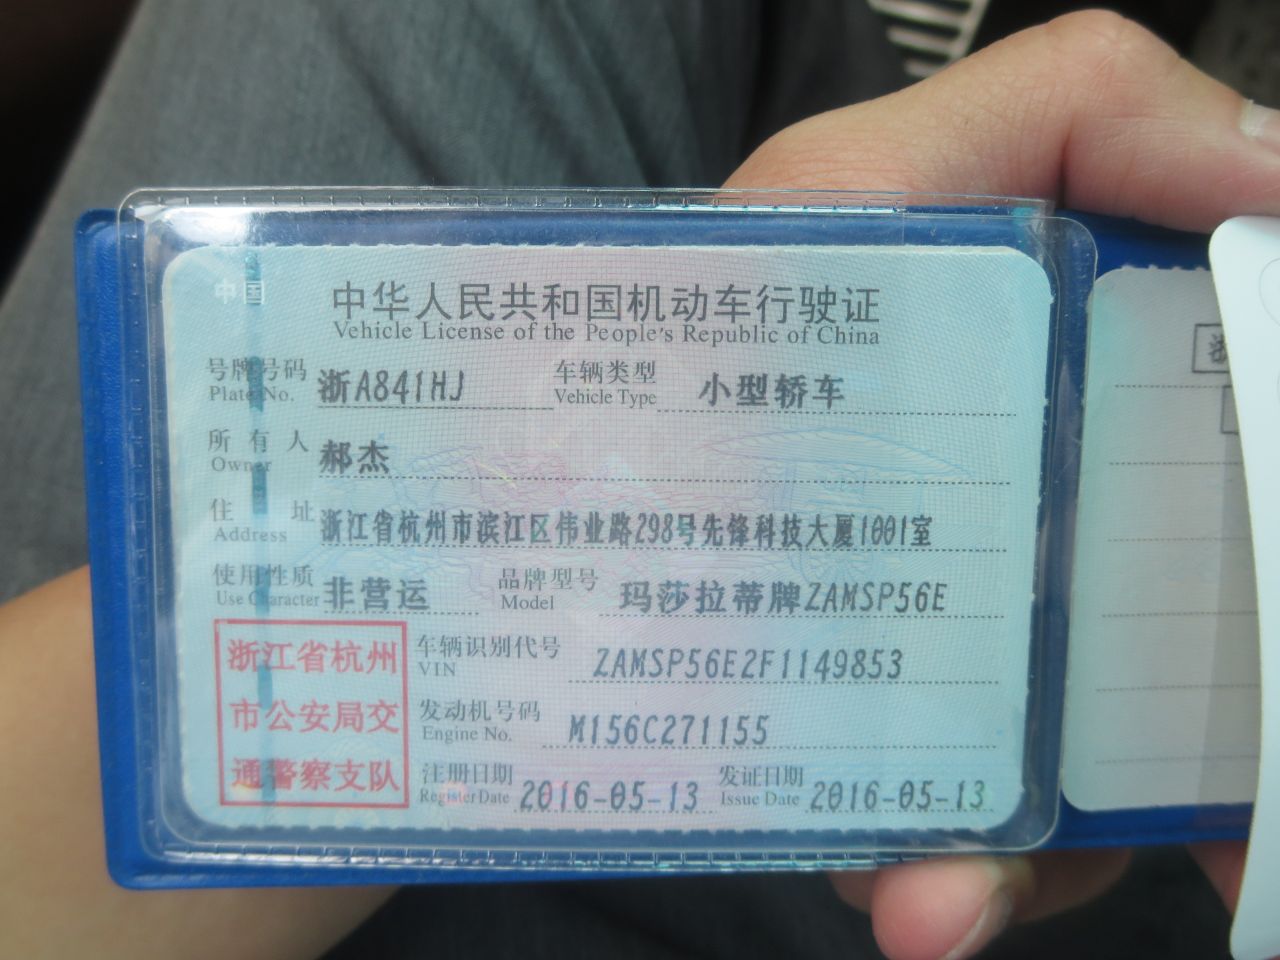 中国
中华人民共和国机动车行驶证
Vehicle License of the People's Republic of China
号牌号码 浙A841HJ 车辆类型 小型轿车
Plate No. Vehicle Type
所有人 郝杰
Owner
住址 浙江省杭州市滨江区伟业路298号先锋科技大厦1001室
Address
使用性质 非营运 品牌型号 玛莎拉蒂牌ZAMSP56E
Use Character Model
车辆识别代号 ZAMSP56E2F1149853
VIN
发动机号码 M156C271155
Engine No.
注册日期 2016-05-13 发证日期 2016-05-13
Register Date Issue Date
浙江省杭州
市公安局交
通警察支队
浙